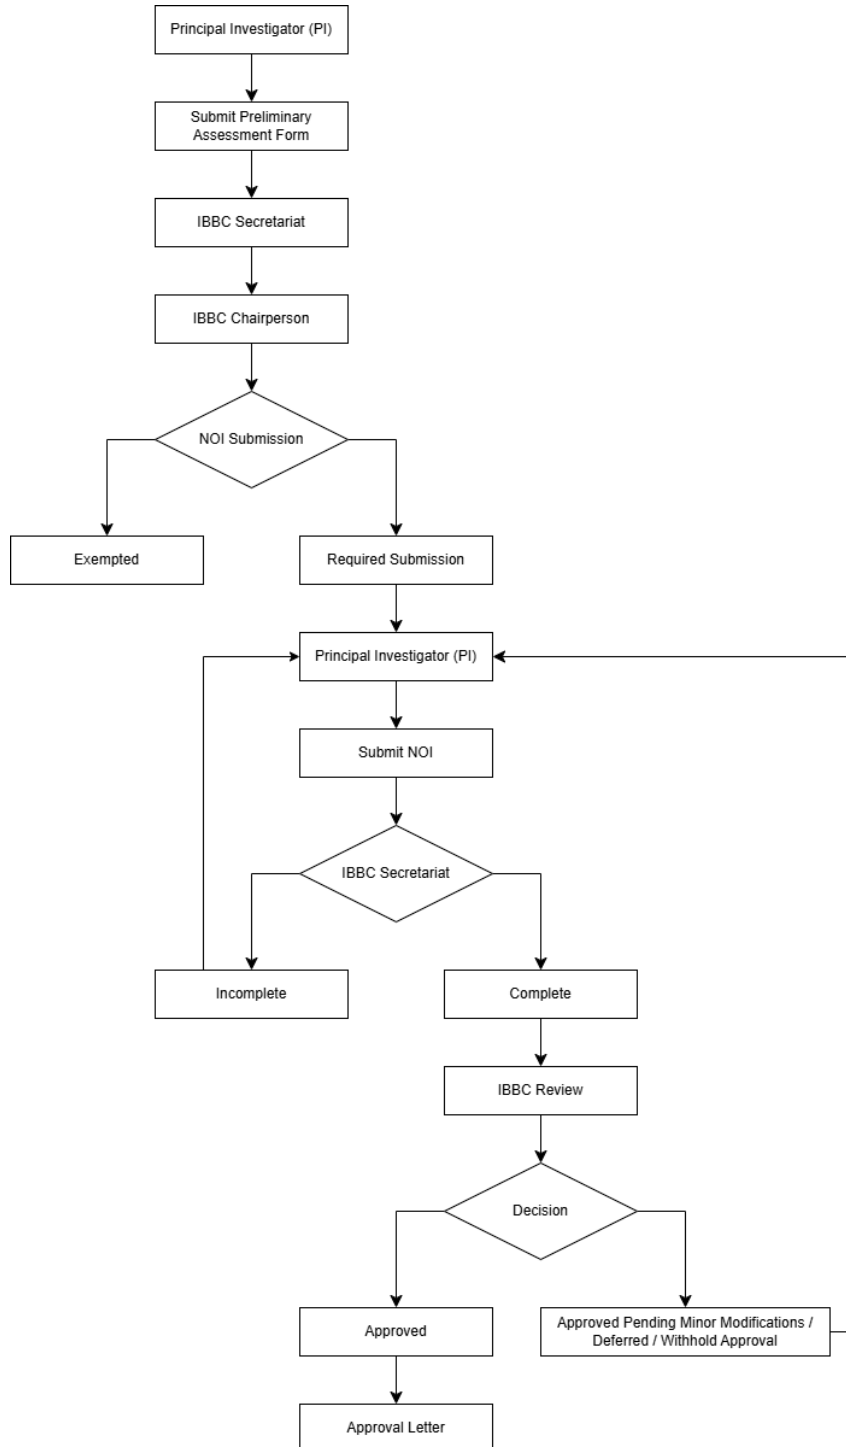 Principal Investigator (PI)
Submit Preliminary
Assessment Form
IBBC Secretariat
IBBC Chairperson
NOI Submission
Exempted
Required Submission
Principal Investigator (PI)
Submit NOI
IBBC Secretariat
Incomplete
Complete
IBBC Review
Decision
Approved
Approved Pending Minor Modifications /
Deferred / Withhold Approval
Approval Letter